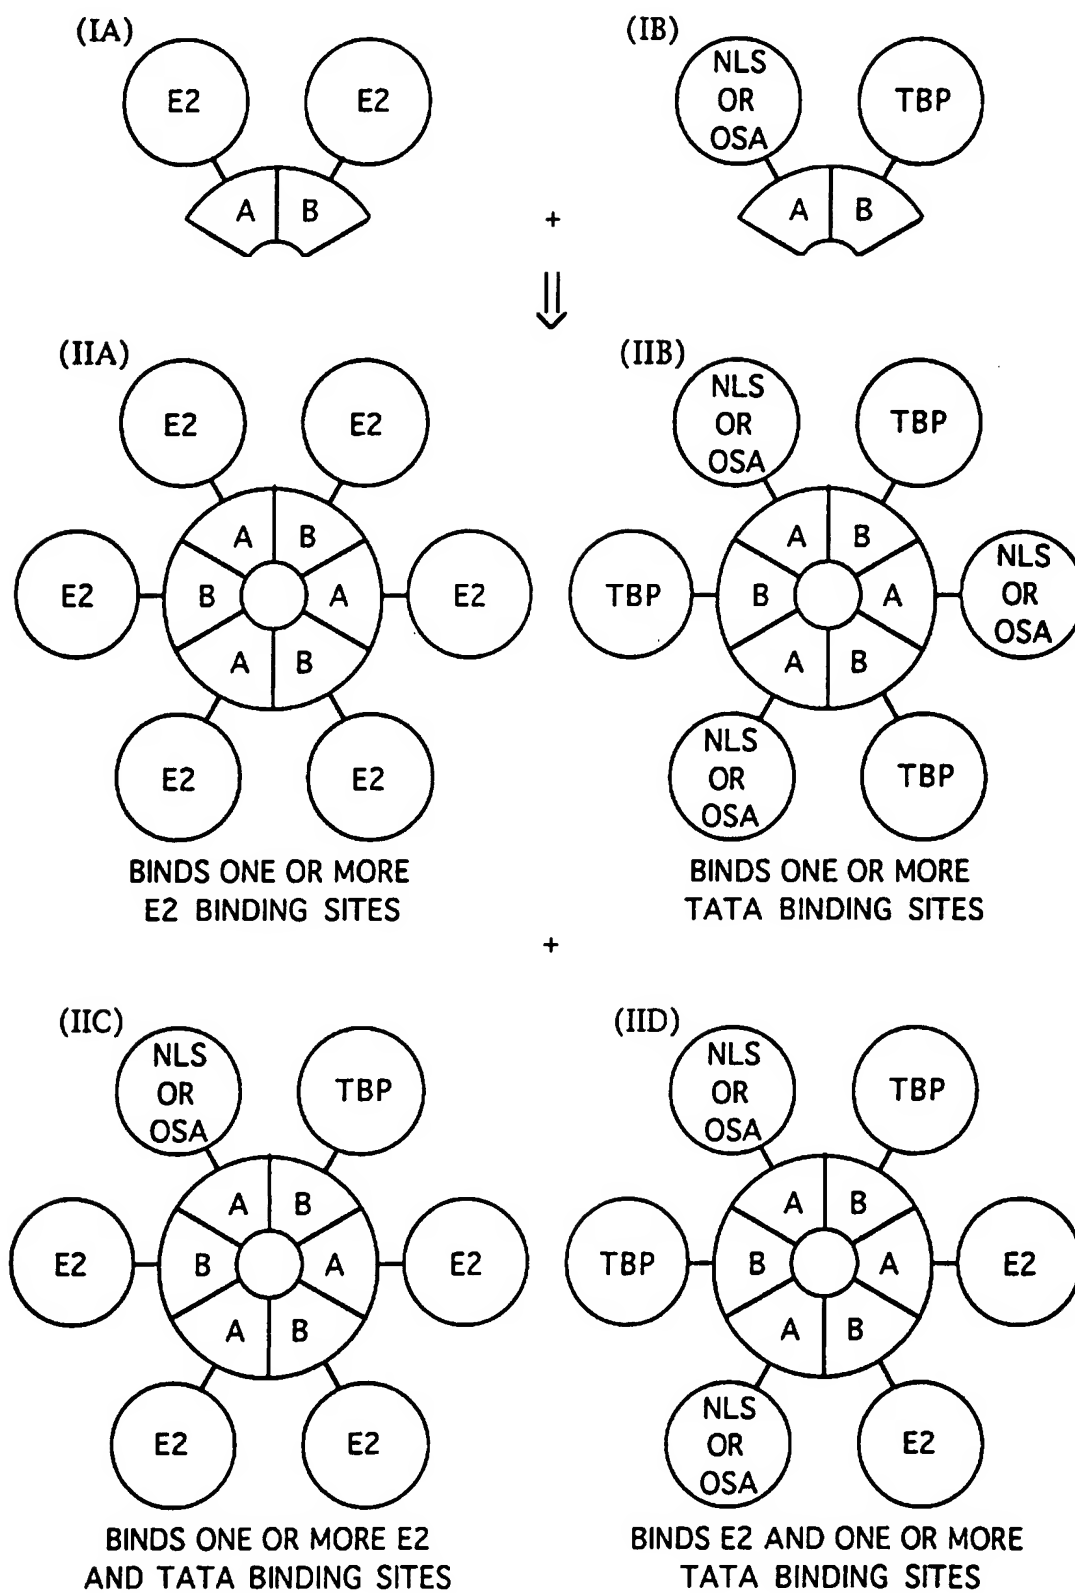 (IA)
E2
E2
A
B
+
(IB)
NLS
OR
OSA
TBP
A
B
(IIA)
E2
E2
A
B
E2
B
A
E2
A
B
E2
E2
BINDS ONE OR MORE
E2 BINDING SITES
(IIB)
NLS
OR
OSA
TBP
A
B
TBP
B
A
NLS
OR
OSA
A
B
NLS
OR
OSA
TBP
BINDS ONE OR MORE
TATA BINDING SITES
+
(IIC)
NLS
OR
OSA
TBP
A
B
E2
B
A
E2
A
B
E2
E2
BINDS ONE OR MORE E2
AND TATA BINDING SITES
(IID)
NLS
OR
OSA
TBP
A
B
TBP
B
A
E2
A
B
NLS
OR
OSA
E2
BINDS E2 AND ONE OR MORE
TATA BINDING SITES